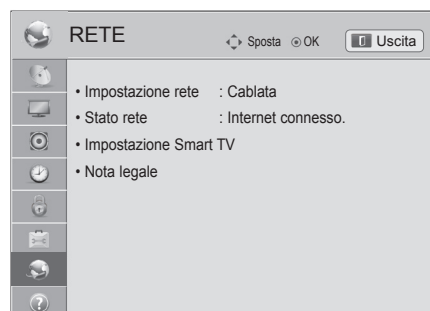 RETE
Sposta OK Uscita
• Impostazione rete : Cablata
• Stato rete : Internet connesso.
• Impostazione Smart TV
• Nota legale
?